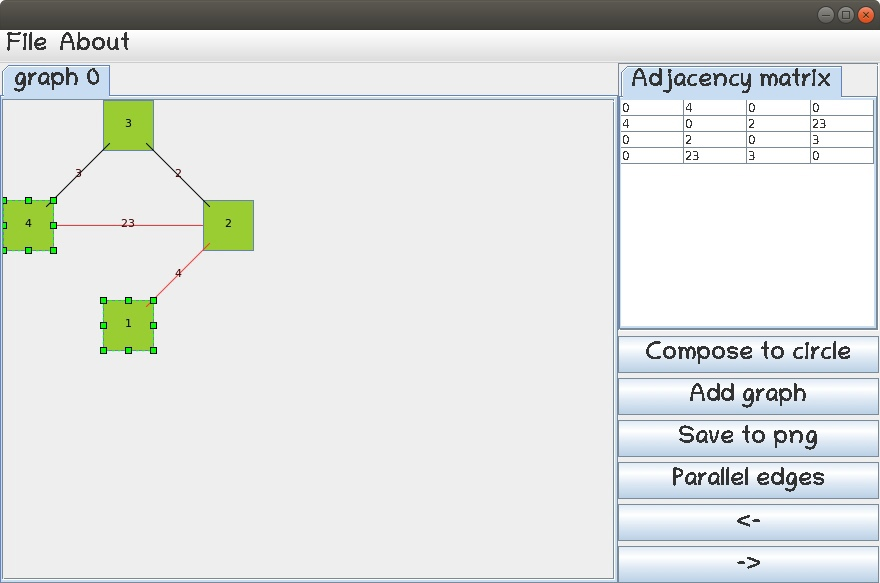 File About
graph 0
3
3 2
4 23 2
4
1
Adjacency matrix
0 4 0 0
4 0 2 23
0 2 0 3
0 23 3 0
Compose to circle
Add graph
Save to png
Parallel edges
<-
->